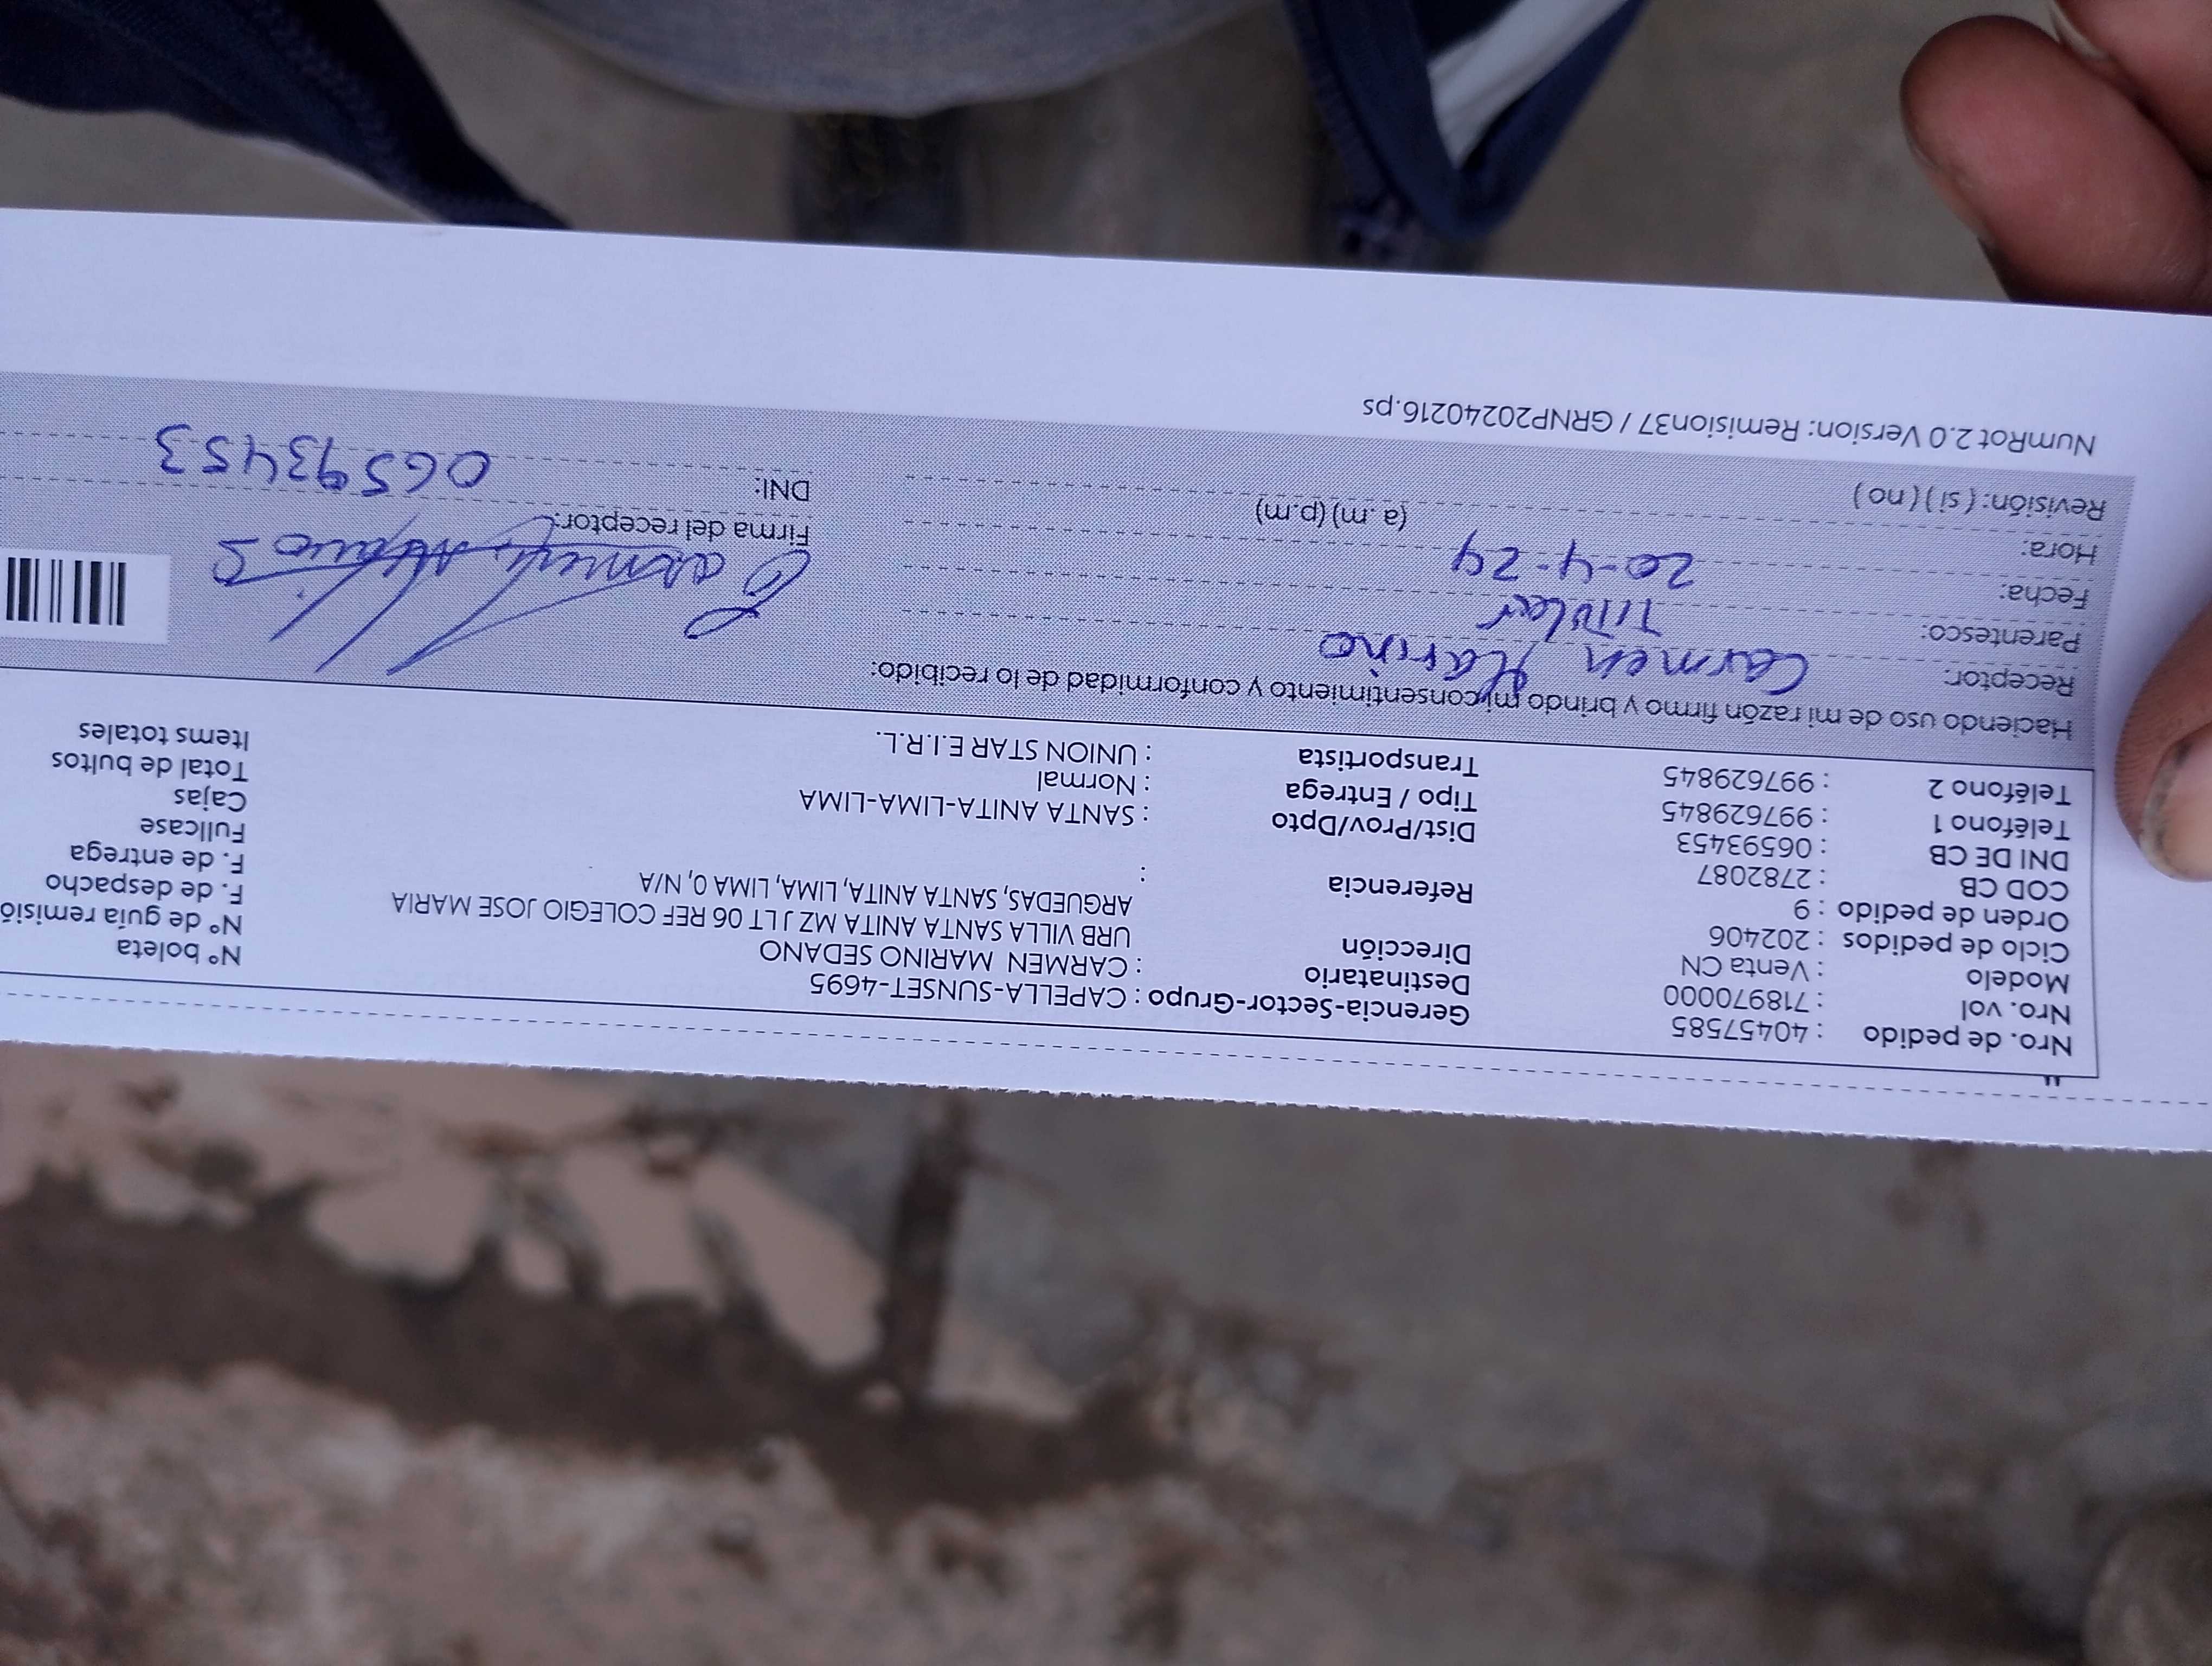 Nro. de pedido : 40457585
Nro. vol : 718970000
Modelo : Venta CN
Ciclo de pedidos : 202406
Orden de pedido : 9
COD CB : 2782087
DNI DE CB : 06593453
Teléfono 1 : 997629845
Teléfono 2 : 997629845
Gerencia-Sector-Grupo : CAPELLA-SUNSET-4695
Destinatario : CARMEN MARINO SEDANO
Dirección URB VILLA SANTA ANITA MZ J LT 06 REF COLEGIO JOSE MARIA
ARGUEDAS, SANTA ANITA, LIMA, LIMA 0, N/A
Referencia :
Dist/Prov/Dpto : SANTA ANITA-LIMA-LIMA
Tipo / Entrega : Normal
Transportista : UNION STAR E.I.R.L.
N° boleta
N° de guía remisió
F. de despacho
F. de entrega
Fullcase
Cajas
Total de bultos
Items totales
Haciendo uso de mi razón firmo y brindo mi consentimiento y conformidad de lo recibido:
Receptor: Carmen Mariño
Parentesco: Titular
Fecha: 20-4-24
Hora: (a.m)(p.m)
Revisión: ( si ) ( no )
Firma del receptor:
DNI: 06593453
NumRot 2.0 Version: Remision37 / GRNP20240216.ps